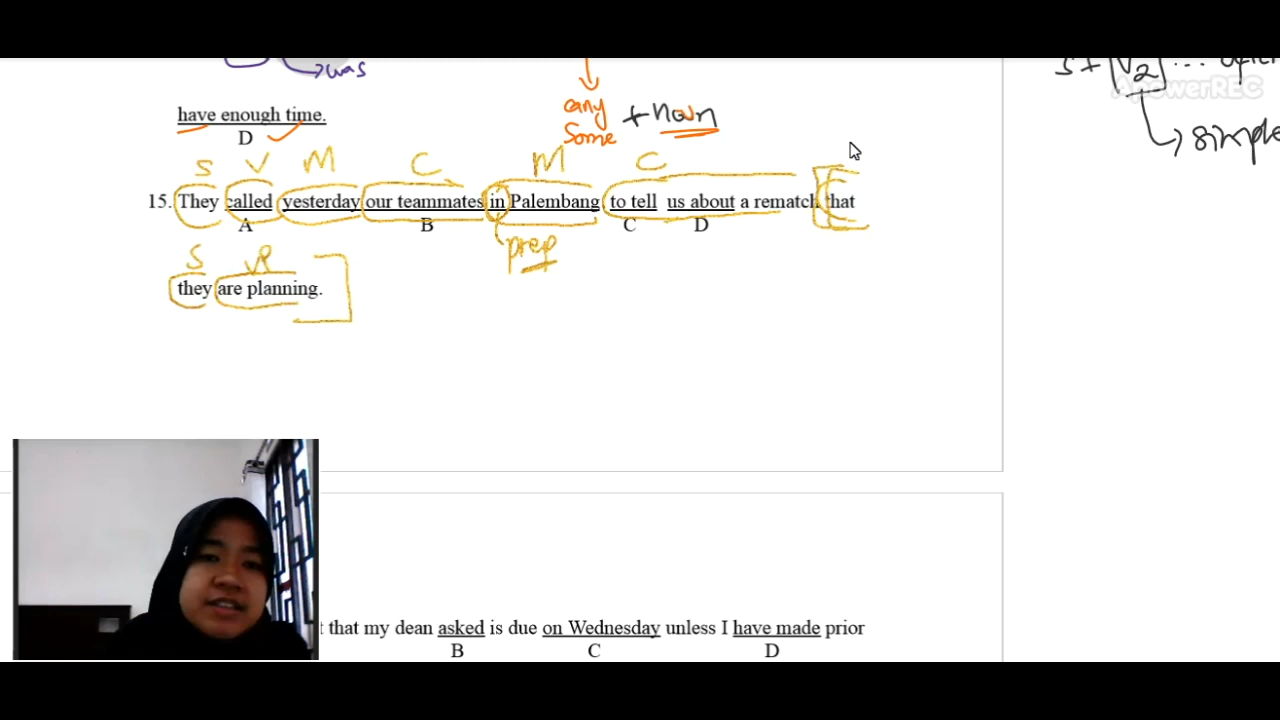 was
S + [V2] ...
ApowerREC
have enough time.
any
Some + noun
D
simple
S V M C M C
15. They called yesterday our teammates in Palembang to tell us about a rematch that
A B C D
prep
S VP
they are planning.
t that my dean asked is due on Wednesday unless I have made prior
B C D